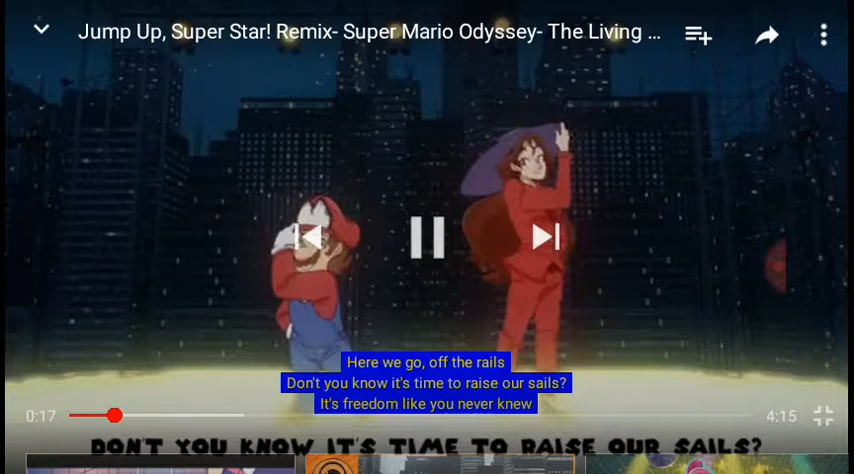 Jump Up, Super Star! Remix- Super Mario Odyssey- The Living ...
Here we go, off the rails
Don't you know it's time to raise our sails?
It's freedom like you never knew
0:17
4:15
DON'T YOU KNOW IT'S TIME TO RAISE OUR SAILS?